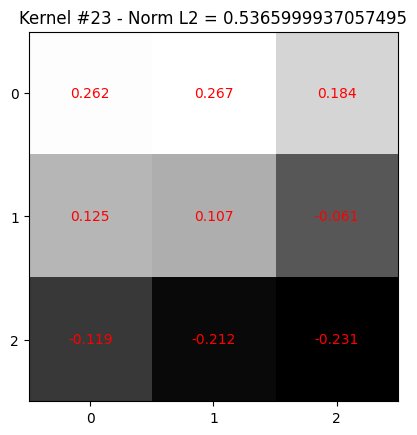 Kernel #23 - Norm L2 = 0.5365999937057495
0 0.262 0.267 0.184
1 0.125 0.107 -0.061
2 -0.119 -0.212 -0.231
0 1 2